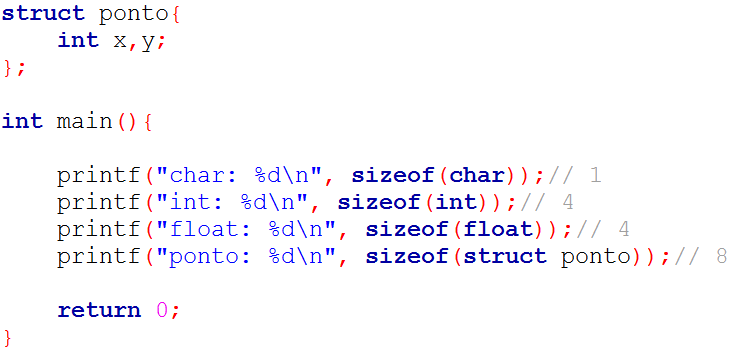 struct ponto{
    int x,y;
};

int main(){

    printf("char: %d\n", sizeof(char));// 1
    printf("int: %d\n", sizeof(int));// 4
    printf("float: %d\n", sizeof(float));// 4
    printf("ponto: %d\n", sizeof(struct ponto));// 8

    return 0;
}